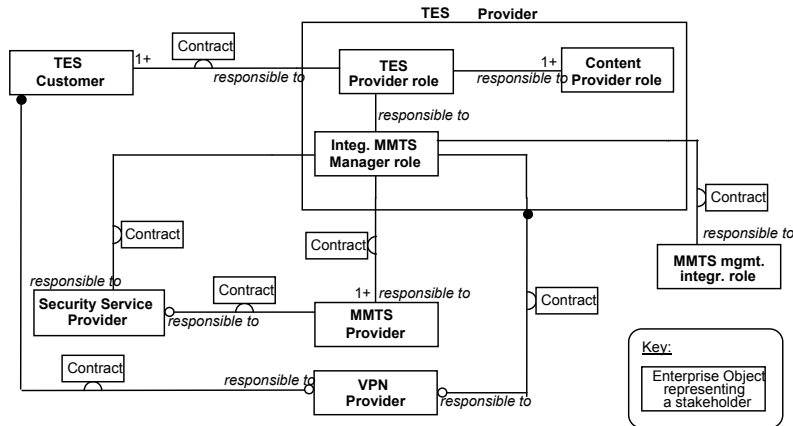 TES Provider
Contract
TES
Customer
1+
responsible to
TES
Provider role
responsible to
1+
Content
Provider role
responsible to
Integ. MMTS
Manager role
Contract
Contract
Contract
responsible to
MMTS mgmt.
integr. role
responsible to
Security Service
Provider
Contract
responsible to
1+
responsible to
MMTS
Provider
Contract
Contract
responsible to
VPN
Provider
responsible to
Key:
Enterprise Object
representing
a stakeholder